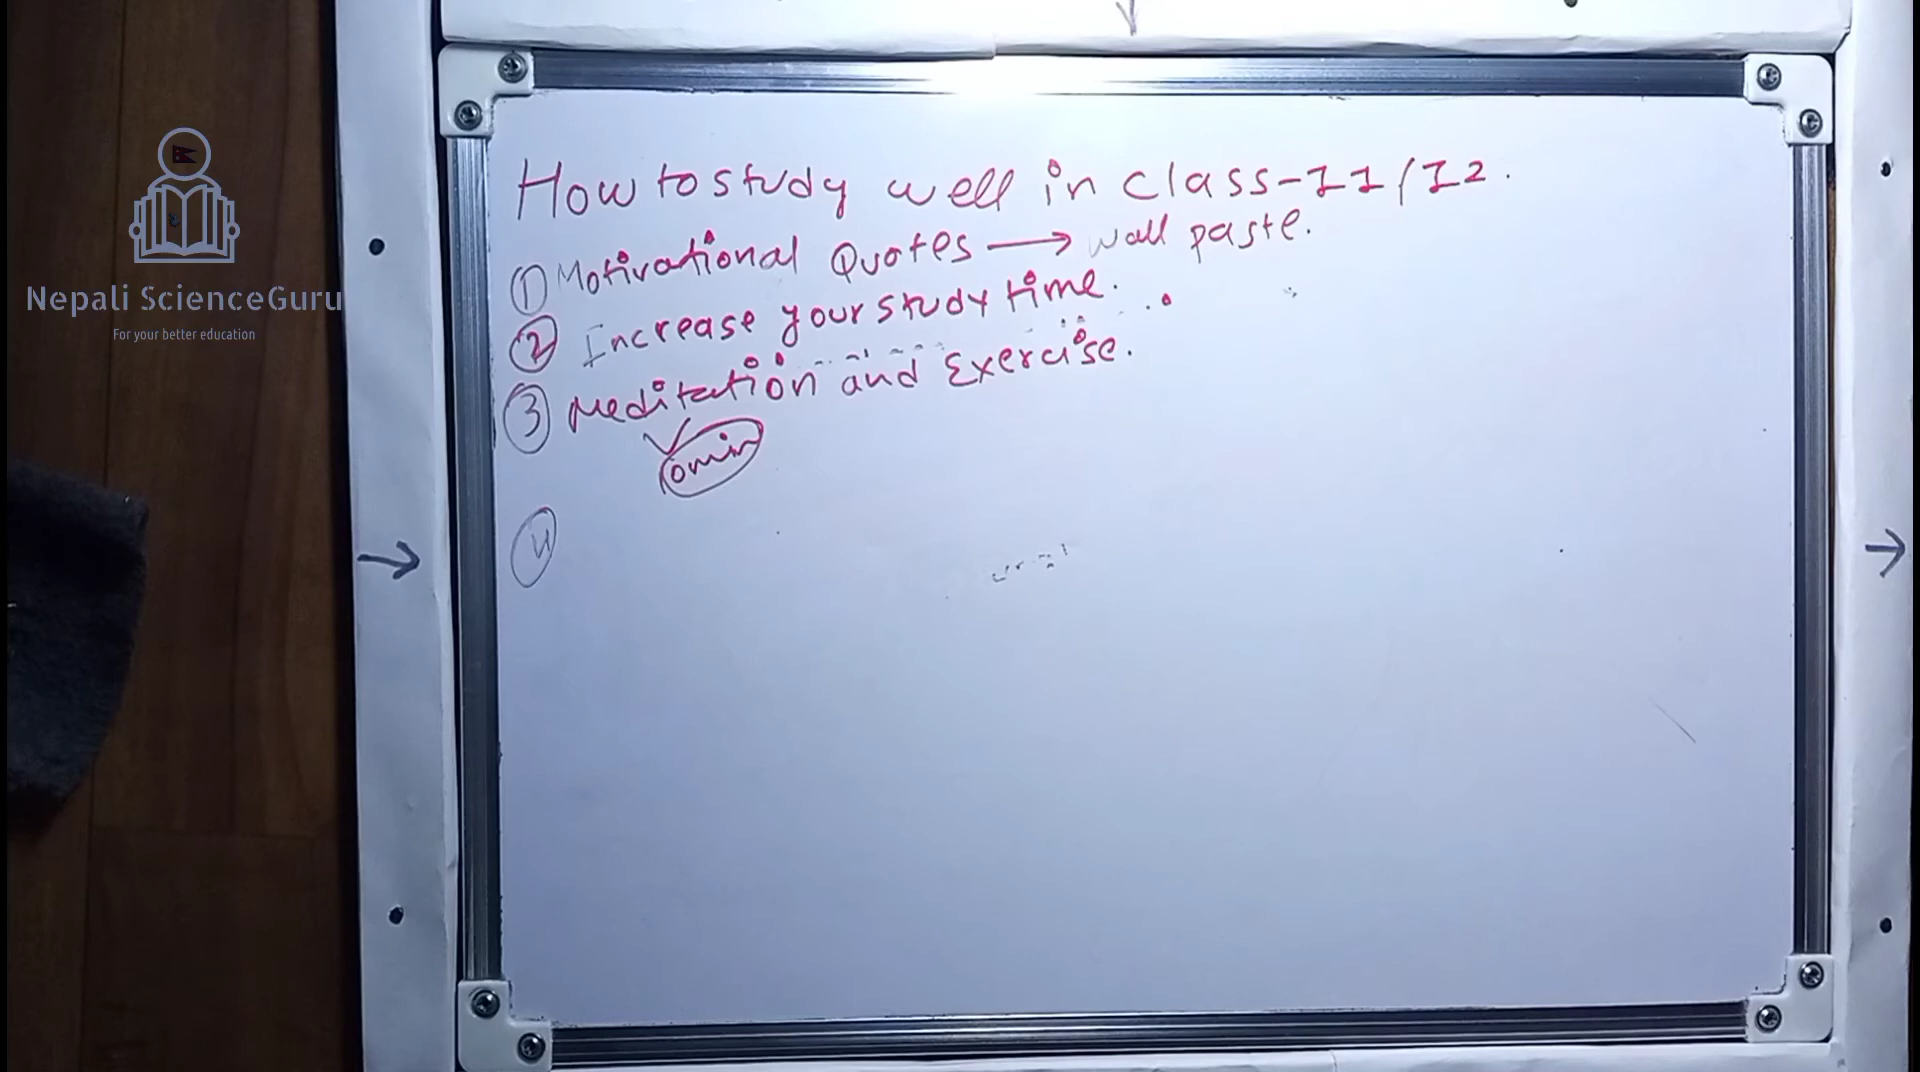 Nepali ScienceGuru
For your better education
How to study well in class-11/12.
① Motivational Quotes → Wall paste.
② Increase your study time.
③ Meditation and Exercise.
omin
④